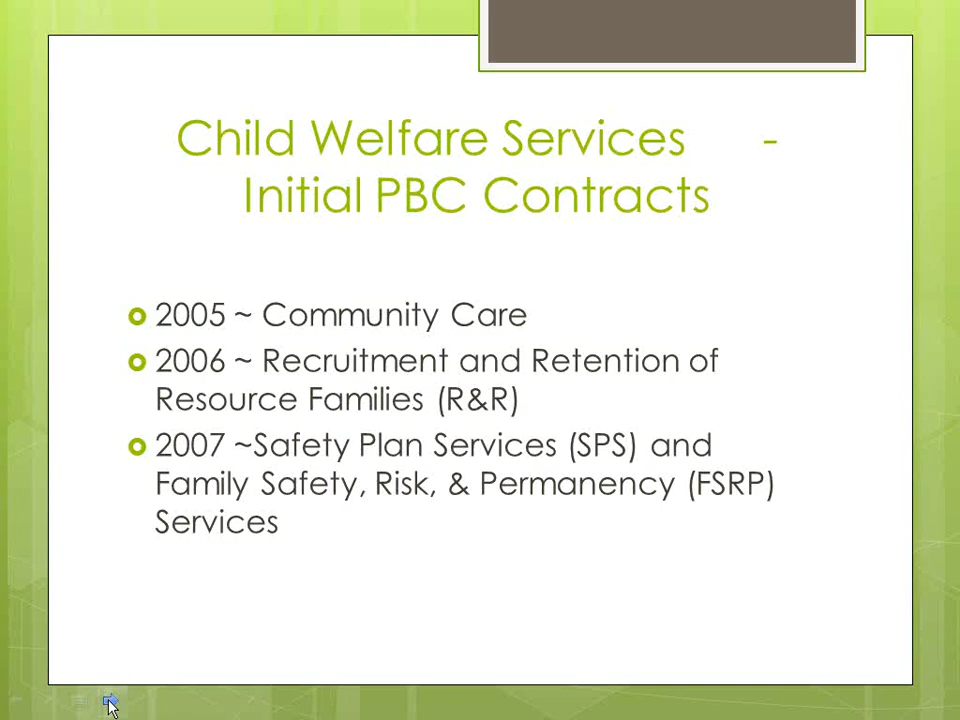 Child Welfare Services -
Initial PBC Contracts
2005 ~ Community Care
2006 ~ Recruitment and Retention of
Resource Families (R&R)
2007 ~Safety Plan Services (SPS) and
Family Safety, Risk, & Permanency (FSRP)
Services